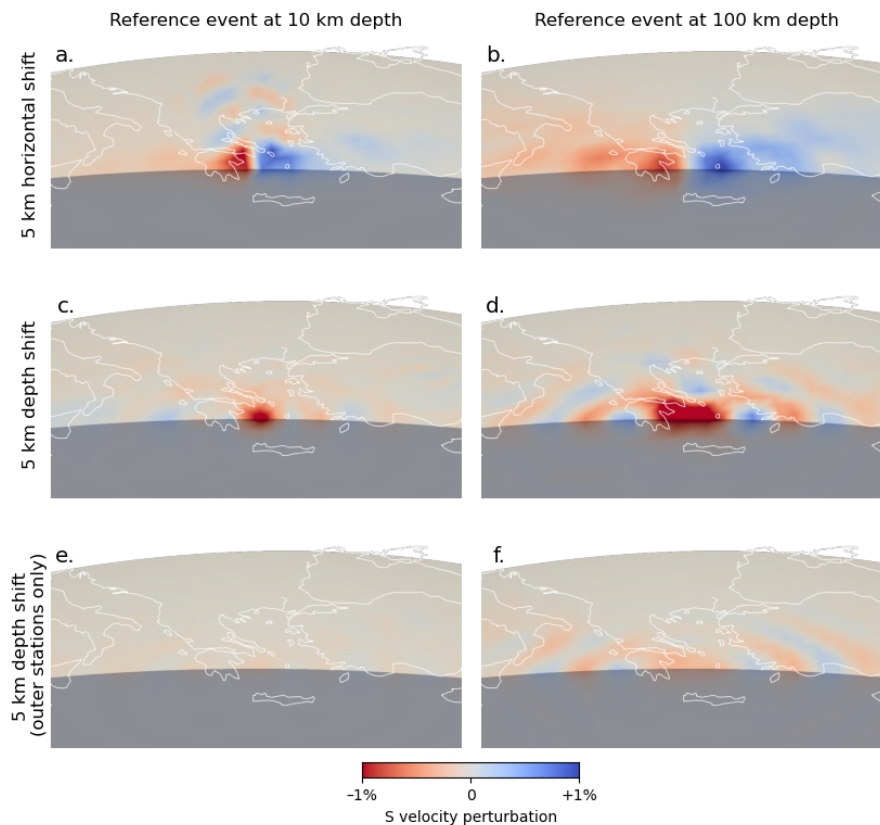 Reference event at 10 km depth
Reference event at 100 km depth
5 km horizontal shift
a.
b.
5 km depth shift
c.
d.
5 km depth shift
(outer stations only)
e.
f.
–1%
0
+1%
S velocity perturbation